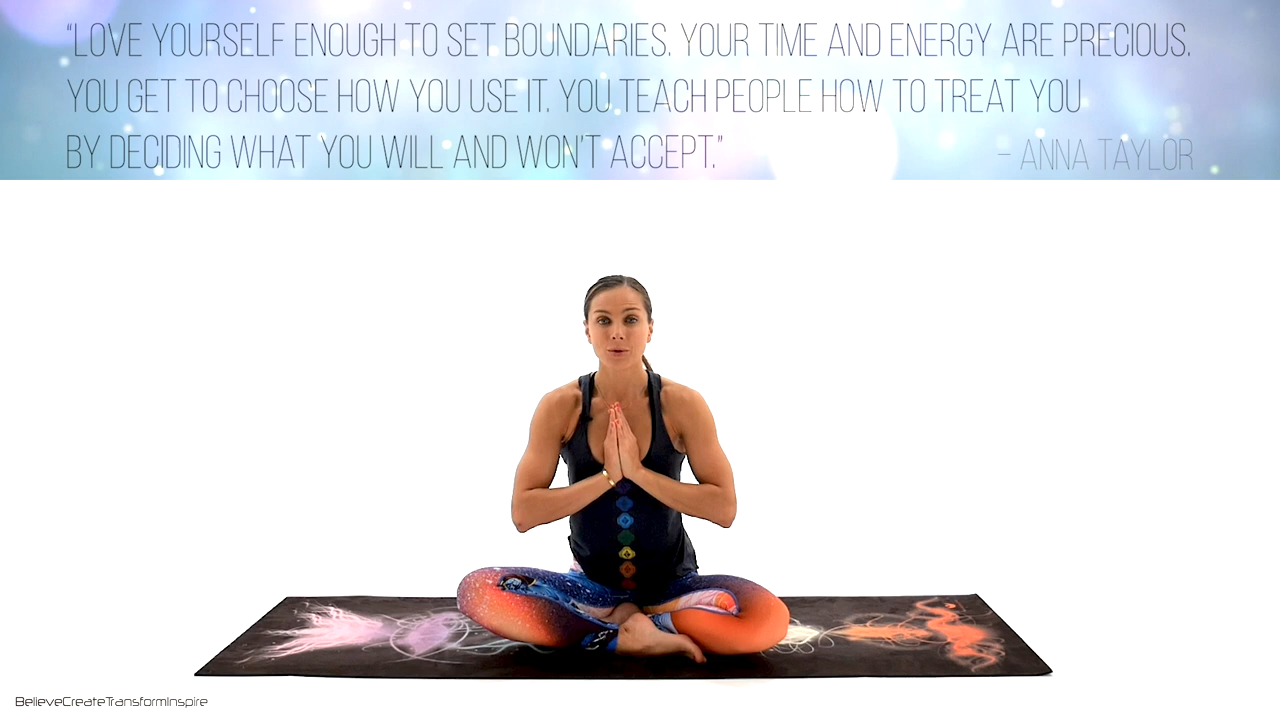 “LOVE YOURSELF ENOUGH TO SET BOUNDARIES. YOUR TIME AND ENERGY ARE PRECIOUS.
YOU GET TO CHOOSE HOW YOU USE IT. YOU TEACH PEOPLE HOW TO TREAT YOU
BY DECIDING WHAT YOU WILL AND WON'T ACCEPT.”
– ANNA TAYLOR
BelieveCreateTransformInspire